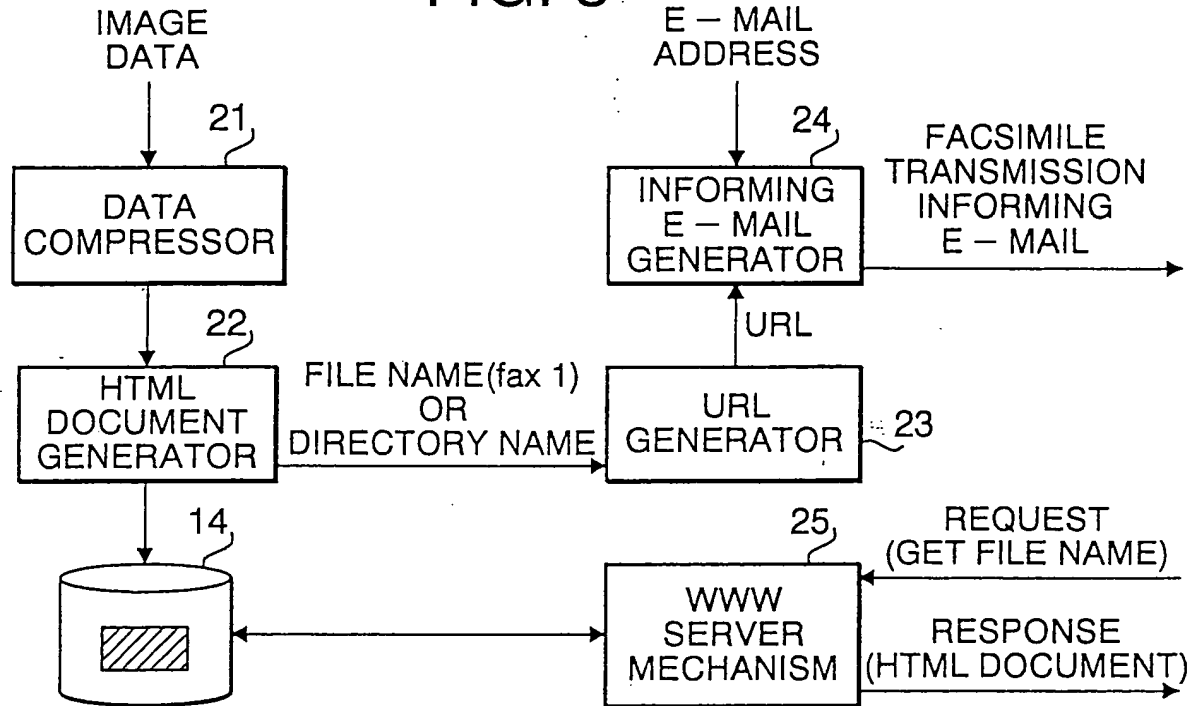 IMAGE
DATA
21
DATA
COMPRESSOR
22
HTML
DOCUMENT
GENERATOR
FILE NAME(fax 1)
OR
DIRECTORY NAME
14
E – MAIL
ADDRESS
24
INFORMING
E – MAIL
GENERATOR
FACSIMILE
TRANSMISSION
INFORMING
E – MAIL
URL
URL
GENERATOR
23
25
WWW
SERVER
MECHANISM
REQUEST
(GET FILE NAME)
RESPONSE
(HTML DOCUMENT)